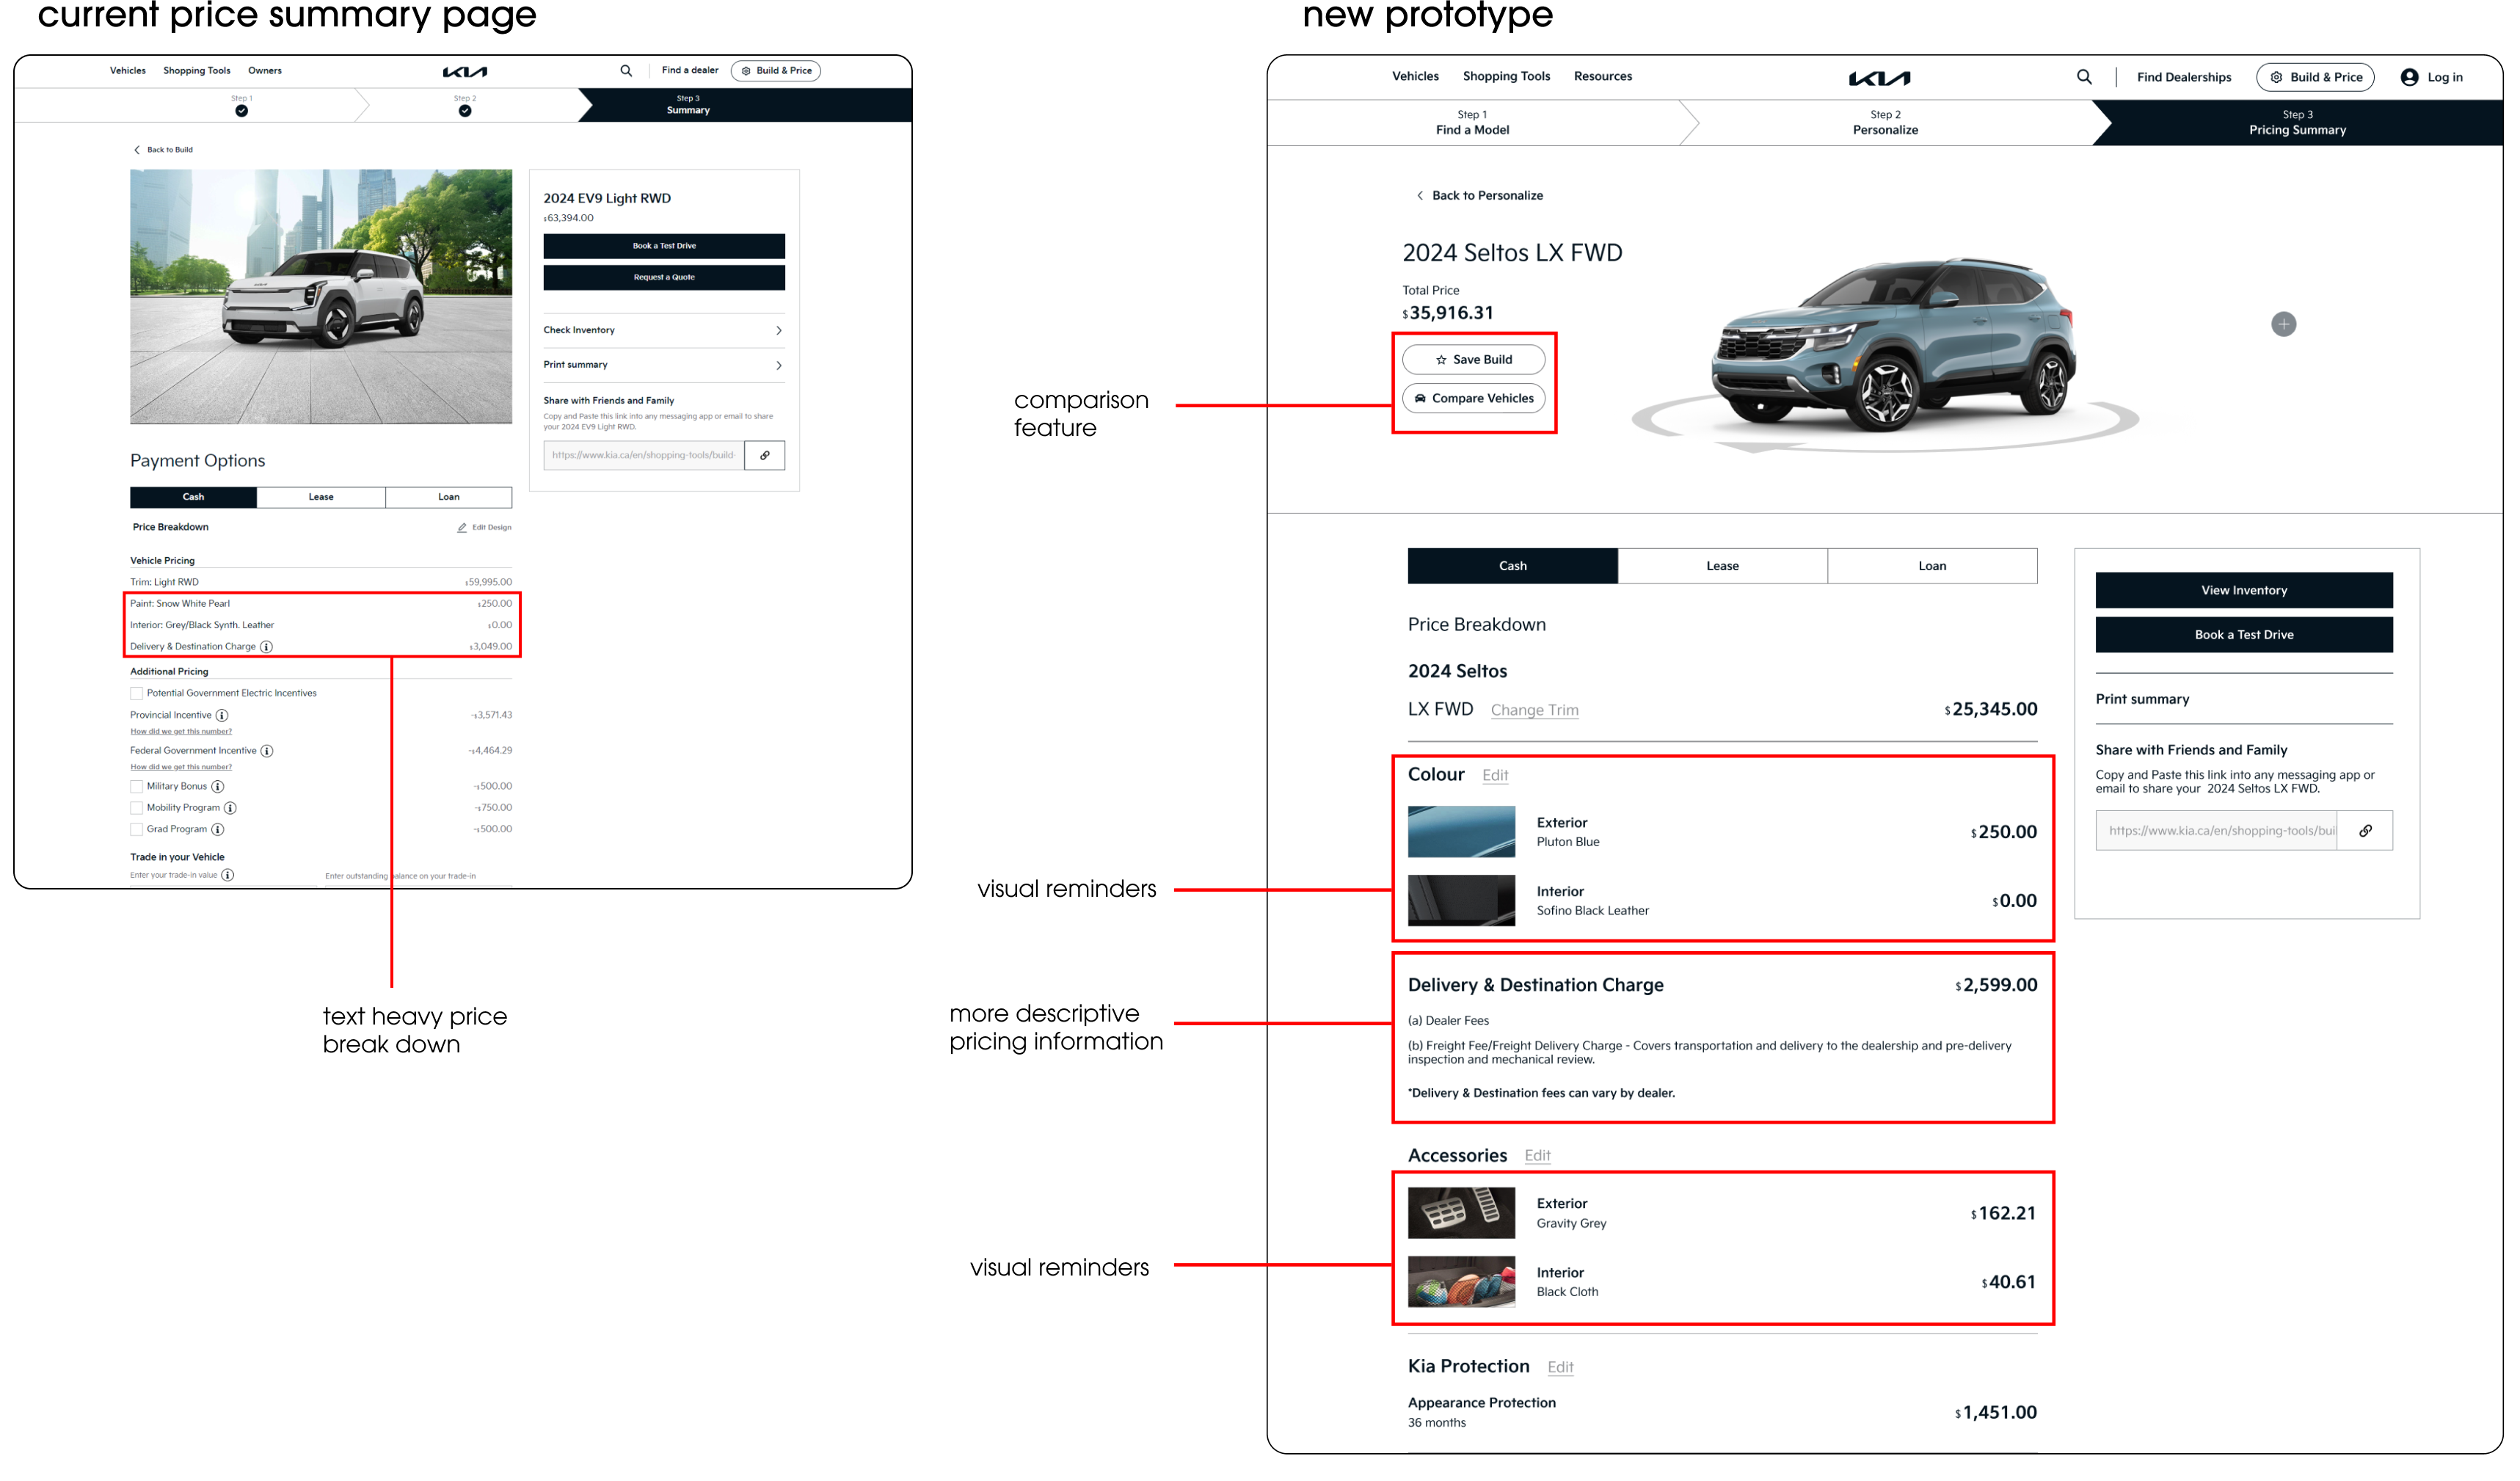 current price summary page
Vehicles Shopping Tools Owners
KIA
Find a dealer Build & Price
Step 1
Step 2
Step 3
Summary
Back to Build
2024 EV9 Light RWD
$63,394.00
Book a Test Drive
Request a Quote
Check Inventory
Print summary
Share with Friends and Family
Copy and Paste this link into any messaging app or email to share
your 2024 EV9 Light RWD.
https://www.kia.ca/en/shopping-tools/build-
Payment Options
Cash Lease Loan
Price Breakdown Edit Design
Vehicle Pricing
Trim: Light RWD $59,995.00
Paint: Snow White Pearl $250.00
Interior: Grey/Black Synth. Leather $0.00
Delivery & Destination Charge $3,049.00
Additional Pricing
Potential Government Electric Incentives
Provincial Incentive -$3,571.43
How did we get this number?
Federal Government Incentive -$4,464.29
How did we get this number?
Military Bonus -$500.00
Mobility Program -$750.00
Grad Program -$500.00
Trade in your Vehicle
Enter your trade-in value Enter outstanding balance on your trade-in
text heavy price
break down
new prototype
Vehicles Shopping Tools Resources
KIA
Find Dealerships Build & Price Log in
Step 1
Find a Model
Step 2
Personalize
Step 3
Pricing Summary
Back to Personalize
2024 Seltos LX FWD
Total Price
$35,916.31
Save Build
Compare Vehicles
comparison
feature
Cash Lease Loan
Price Breakdown
2024 Seltos
LX FWD Change Trim $25,345.00
Colour Edit
Exterior
Pluton Blue
$250.00
Interior
Sofino Black Leather
$0.00
visual reminders
Delivery & Destination Charge $2,599.00
(a) Dealer Fees
(b) Freight Fee/Freight Delivery Charge - Covers transportation and delivery to the dealership and pre-delivery
inspection and mechanical review.
*Delivery & Destination fees can vary by dealer.
more descriptive
pricing information
Accessories Edit
Exterior
Gravity Grey
$162.21
Interior
Black Cloth
$40.61
visual reminders
Kia Protection Edit
Appearance Protection
36 months
$1,451.00
View Inventory
Book a Test Drive
Print summary
Share with Friends and Family
Copy and Paste this link into any messaging app or
email to share your 2024 Seltos LX FWD.
https://www.kia.ca/en/shopping-tools/bui